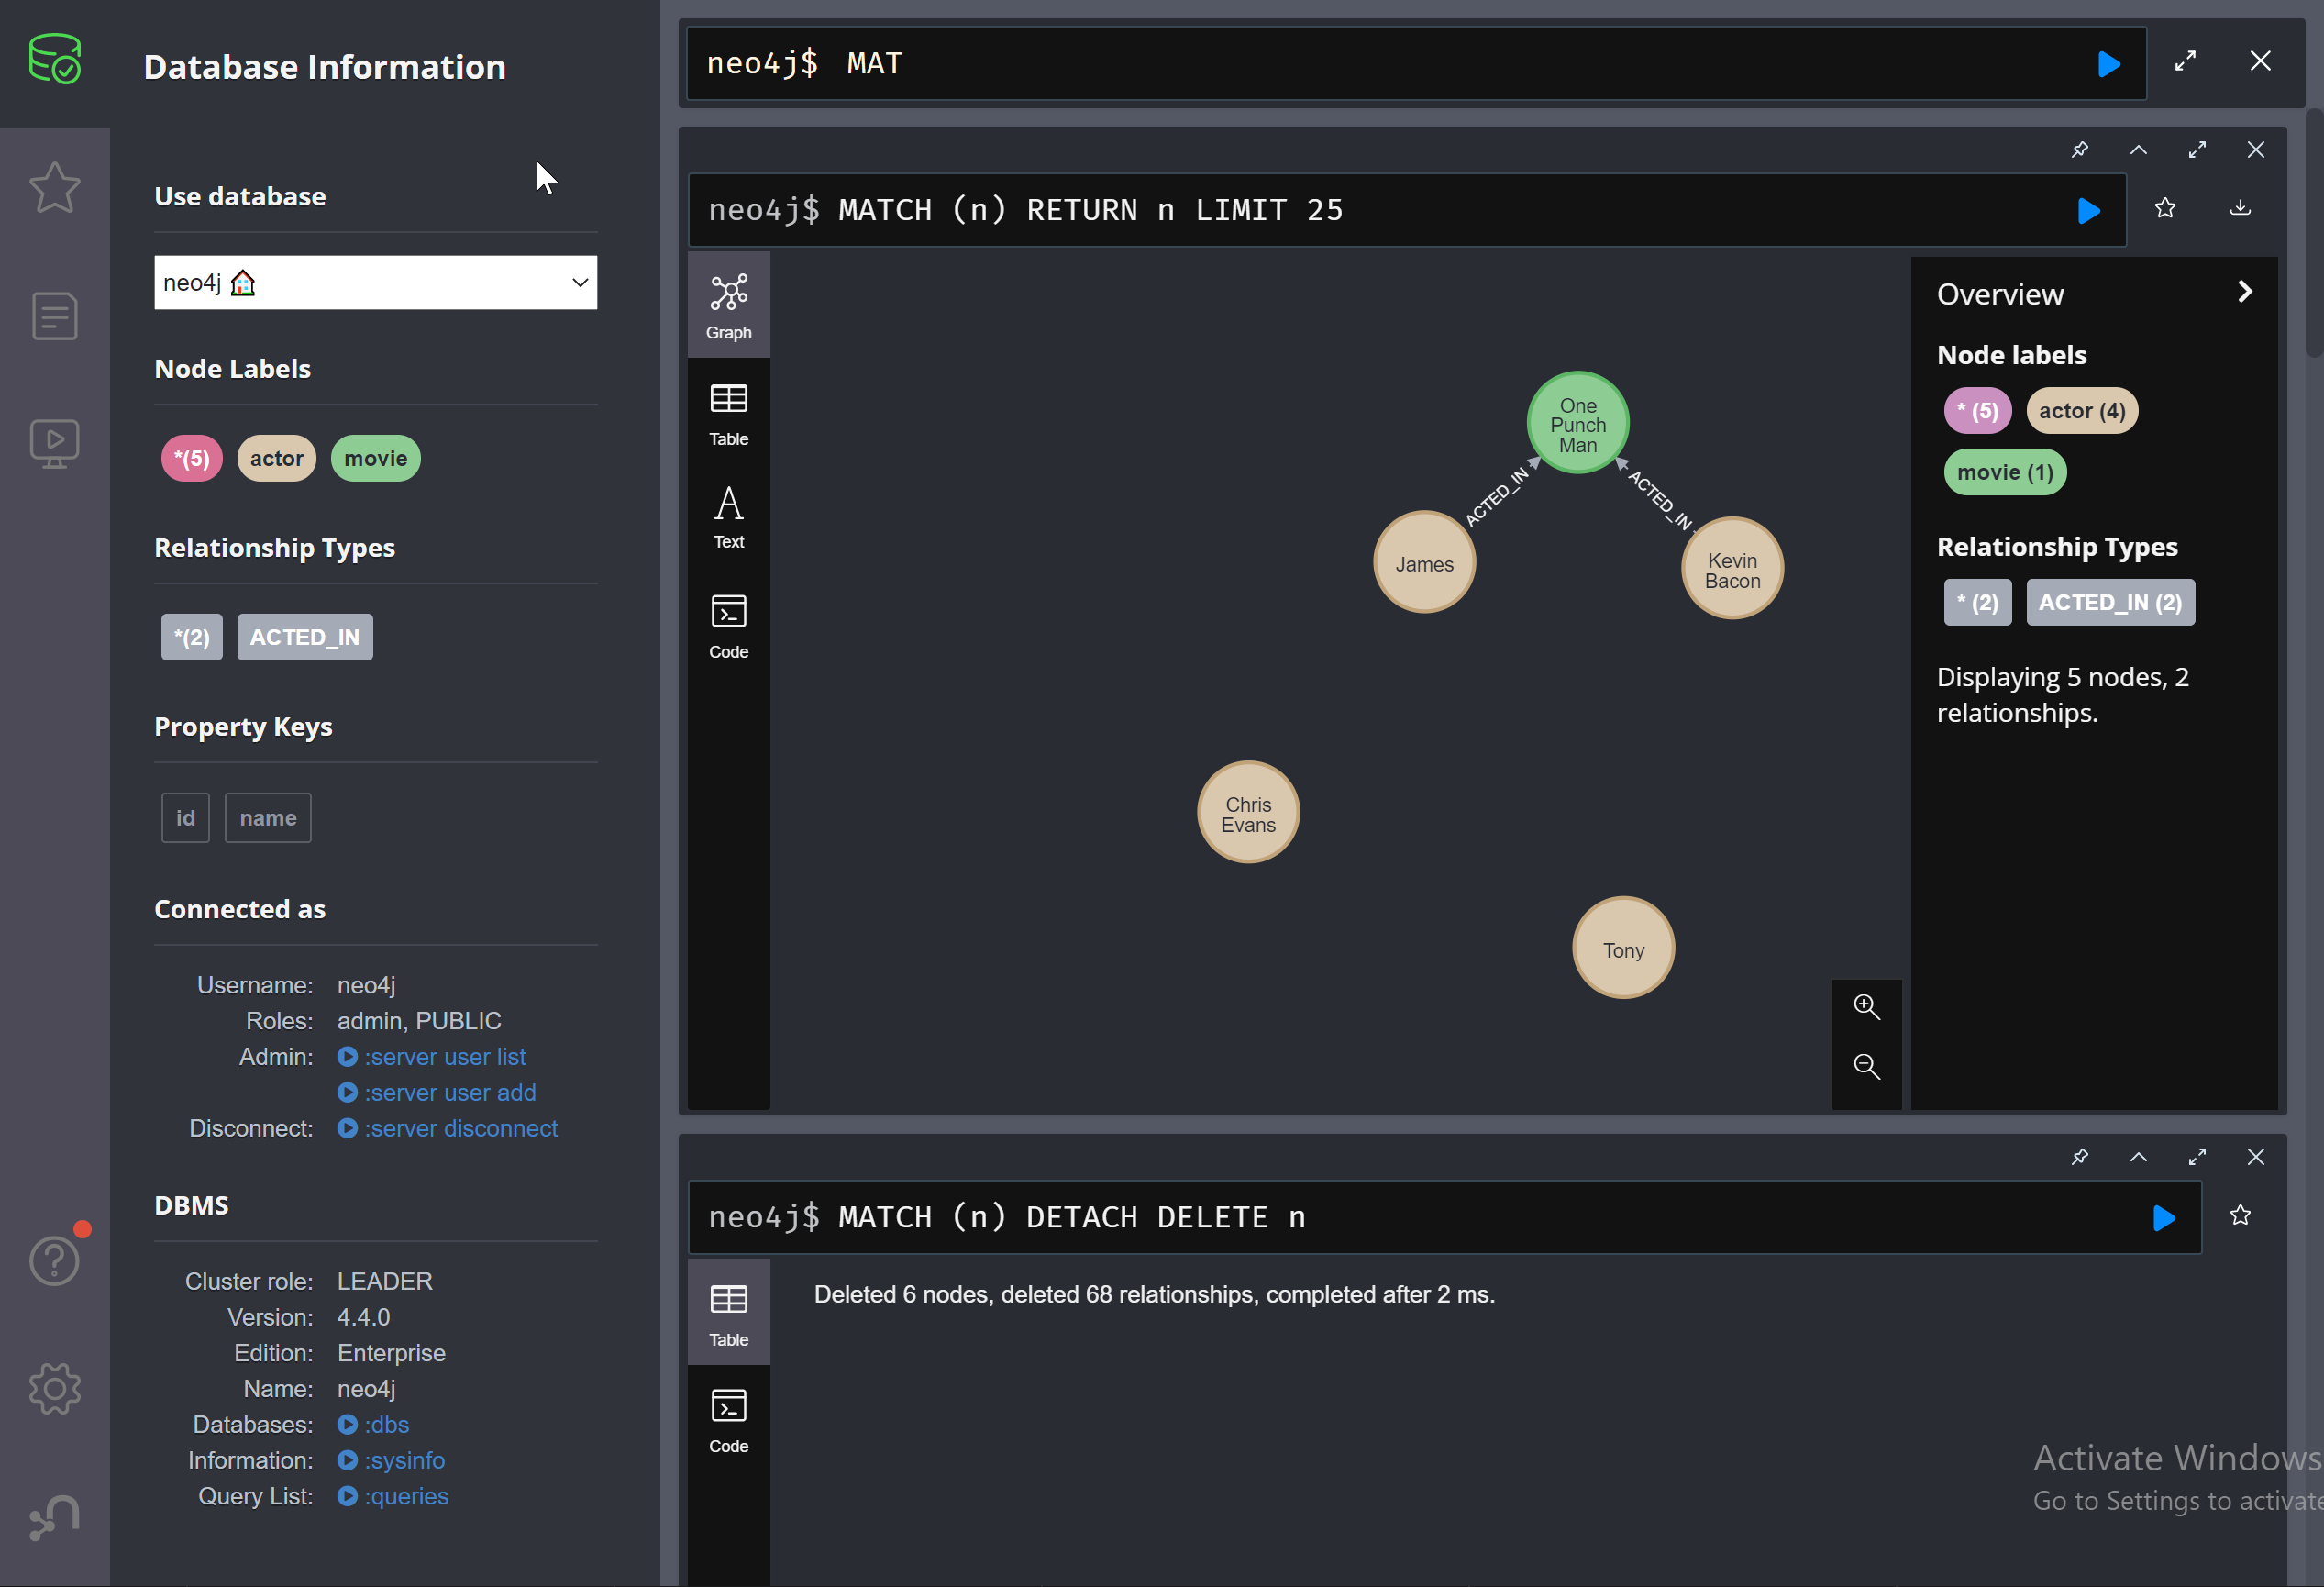 Database Information
Use database
neo4j
Node Labels
*(5) actor movie
Relationship Types
*(2) ACTED_IN
Property Keys
id name
Connected as
Username: neo4j
Roles: admin, PUBLIC
Admin: :server user list
:server user add
Disconnect: :server disconnect
DBMS
Cluster role: LEADER
Version: 4.4.0
Edition: Enterprise
Name: neo4j
Databases: :dbs
Information: :sysinfo
Query List: :queries
neo4j$ MAT
neo4j$ MATCH (n) RETURN n LIMIT 25
Graph
Table
Text
Code
One
Punch
Man
ACTED_IN
ACTED_IN
James
Kevin
Bacon
Chris
Evans
Tony
Overview
Node labels
* (5) actor (4)
movie (1)
Relationship Types
* (2) ACTED_IN (2)
Displaying 5 nodes, 2
relationships.
neo4j$ MATCH (n) DETACH DELETE n
Table
Code
Deleted 6 nodes, deleted 68 relationships, completed after 2 ms.
Activate Windows
Go to Settings to activate